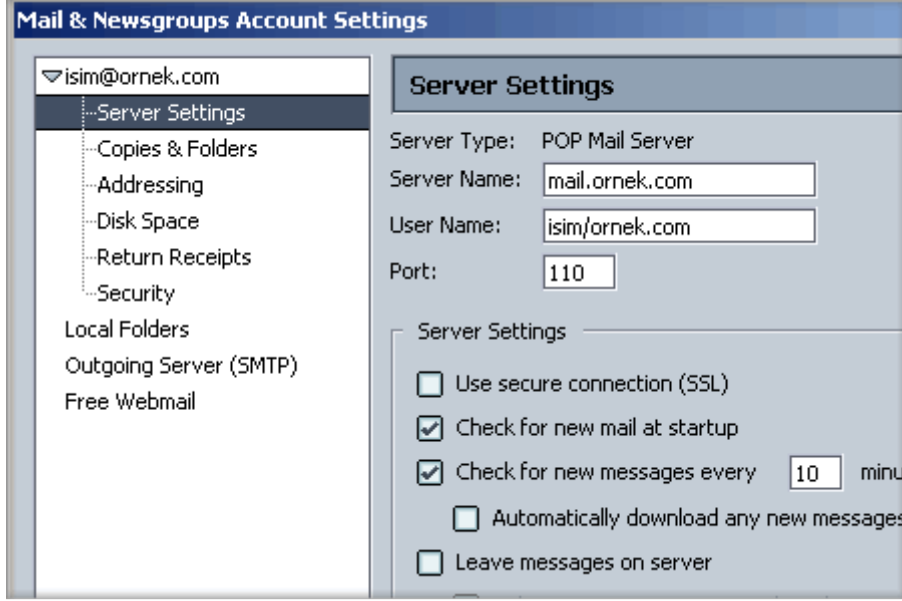 Mail & Newsgroups Account Settings
isim@ornek.com
Server Settings
Copies & Folders
Addressing
Disk Space
Return Receipts
Security
Local Folders
Outgoing Server (SMTP)
Free Webmail
Server Settings
Server Type: POP Mail Server
Server Name: mail.ornek.com
User Name: isim/ornek.com
Port: 110
Server Settings
Use secure connection (SSL)
Check for new mail at startup
Check for new messages every 10 minu
Automatically download any new messages
Leave messages on server